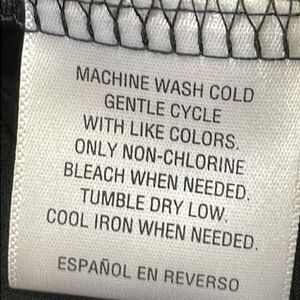 MACHINE WASH COLD
GENTLE CYCLE
WITH LIKE COLORS.
ONLY NON-CHLORINE
BLEACH WHEN NEEDED.
TUMBLE DRY LOW.
COOL IRON WHEN NEEDED.
ESPAÑOL EN REVERSO